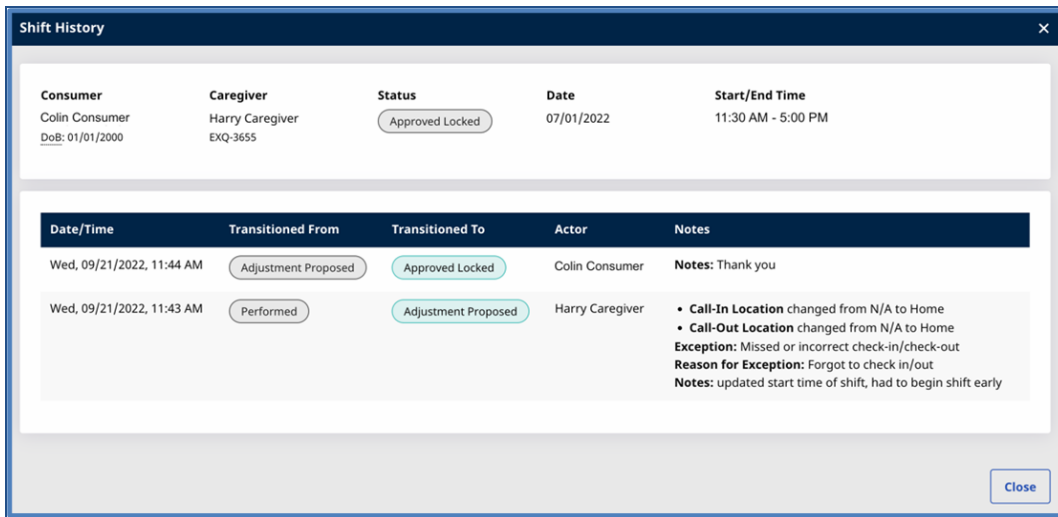 Shift History ×
Consumer Caregiver Status Date Start/End Time
Colin Consumer Harry Caregiver Approved Locked 07/01/2022 11:30 AM - 5:00 PM
DoB: 01/01/2000 EXQ-3655
Date/Time Transitioned From Transitioned To Actor Notes
Wed, 09/21/2022, 11:44 AM Adjustment Proposed Approved Locked Colin Consumer Notes: Thank you
Wed, 09/21/2022, 11:43 AM Performed Adjustment Proposed Harry Caregiver • Call-In Location changed from N/A to Home
• Call-Out Location changed from N/A to Home
Exception: Missed or incorrect check-in/check-out
Reason for Exception: Forgot to check in/out
Notes: updated start time of shift, had to begin shift early
Close